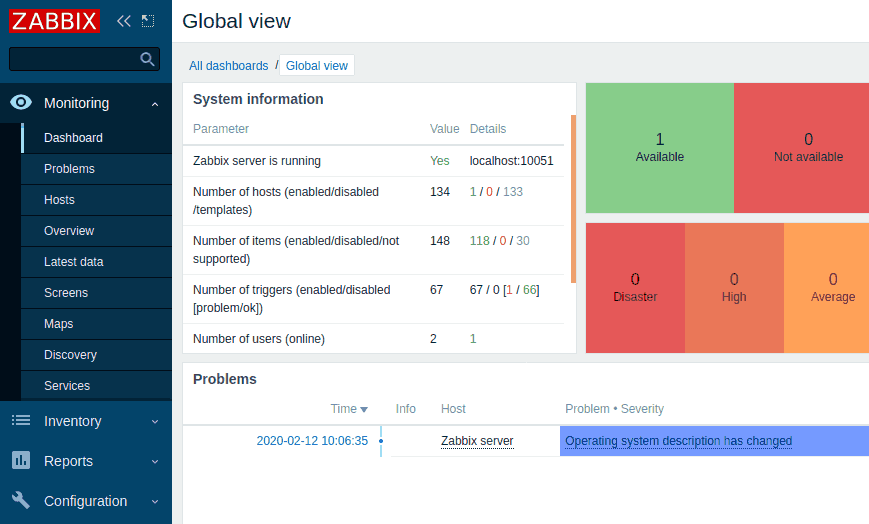 ZABBIX
Global view
All dashboards / Global view
Monitoring
Dashboard
Problems
Hosts
Overview
Latest data
Screens
Maps
Discovery
Services
Inventory
Reports
Configuration
System information
Parameter Value Details
Zabbix server is running Yes localhost:10051
Number of hosts (enabled/disabled 134 1 / 0 / 133
/templates)
Number of items (enabled/disabled/not 148 118 / 0 / 30
supported)
Number of triggers (enabled/disabled 67 67 / 0 [1 / 66]
[problem/ok])
Number of users (online) 2 1
1 0
Available Not available
0 0 0
Disaster High Average
Problems
Time Info Host Problem • Severity
2020-02-12 10:06:35 Zabbix server Operating system description has changed